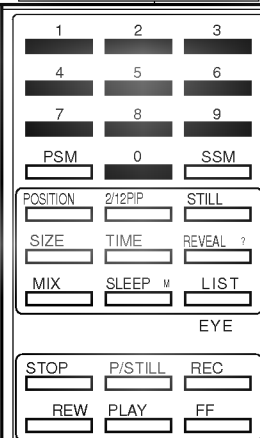 1 2 3
4 5 6
7 8 9
PSM 0 SSM
POSITION 2/12PIP STILL
SIZE TIME REVEAL ?
MIX SLEEP M LIST
EYE
STOP P/STILL REC
REW PLAY FF